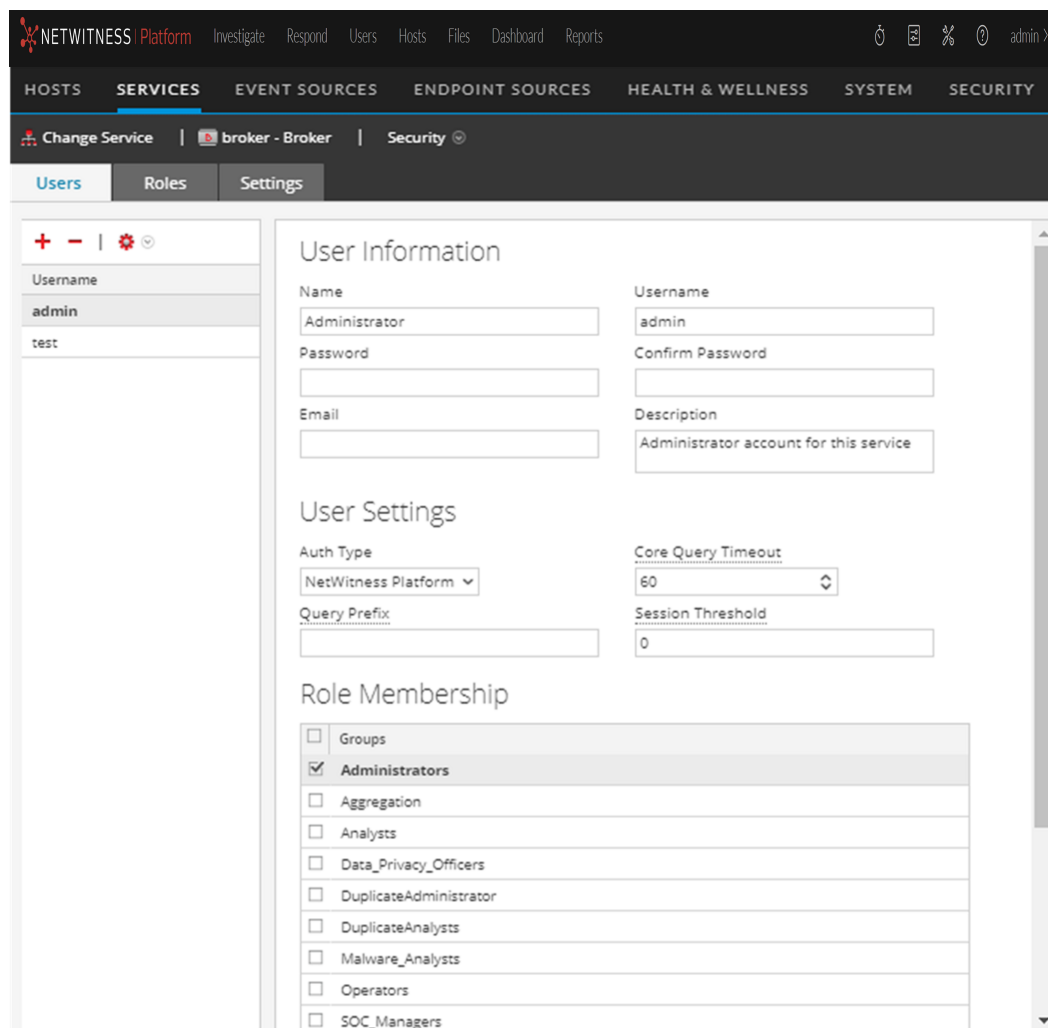 NETWITNESS Platform Investigate Respond Users Hosts Files Dashboard Reports admin
HOSTS SERVICES EVENT SOURCES ENDPOINT SOURCES HEALTH & WELLNESS SYSTEM SECURITY
Change Service | broker - Broker | Security
Users Roles Settings
Username
admin
test
User Information
Name Username
Administrator admin
Password Confirm Password
Email Description
Administrator account for this service
User Settings
Auth Type Core Query Timeout
NetWitness Platform 60
Query Prefix Session Threshold
0
Role Membership
Groups
Administrators
Aggregation
Analysts
Data_Privacy_Officers
DuplicateAdministrator
DuplicateAnalysts
Malware_Analysts
Operators
SOC_Managers